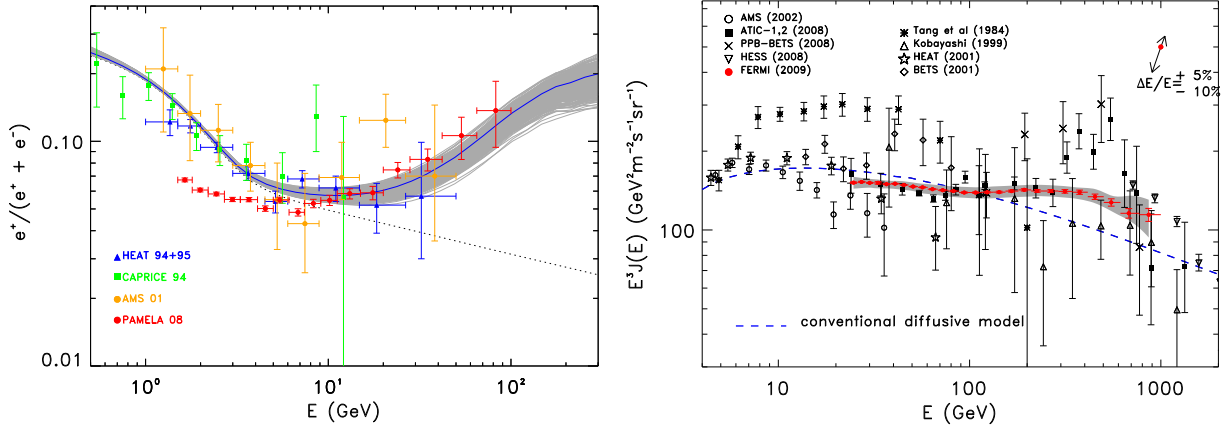 e⁺/(e⁺ + e⁻)
0.10
0.01
HEAT 94+95
CAPRICE 94
AMS 01
PAMELA 08
10⁰ 10¹ 10²
E (GeV)
E³J(E) (GeV²m⁻²s⁻¹sr⁻¹)
100
AMS (2002)
ATIC-1,2 (2008)
PPB-BETS (2008)
HESS (2008)
FERMI (2009)
Tang et al (1984)
Kobayashi (1999)
HEAT (2001)
BETS (2001)
ΔE/E= + 5%
− 10%
conventional diffusive model
10 100 1000
E (GeV)